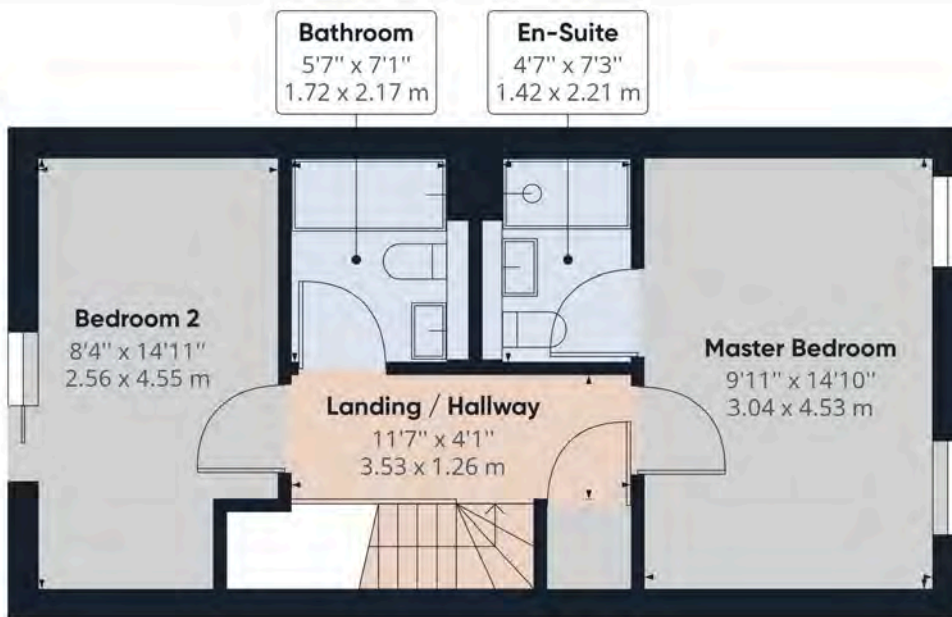 Bathroom
5'7" x 7'1"
1.72 x 2.17 m
En-Suite
4'7" x 7'3"
1.42 x 2.21 m
Bedroom 2
8'4" x 14'11"
2.56 x 4.55 m
Master Bedroom
9'11" x 14'10"
3.04 x 4.53 m
Landing / Hallway
11'7" x 4'1"
3.53 x 1.26 m